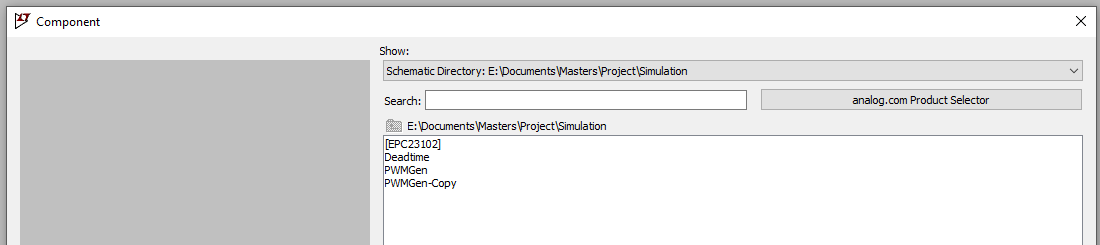 Component
Show:
Schematic Directory: E:\Documents\Masters\Project\Simulation
Search:
analog.com Product Selector
E:\Documents\Masters\Project\Simulation
[EPC23102]
Deadtime
PWMGen
PWMGen-Copy